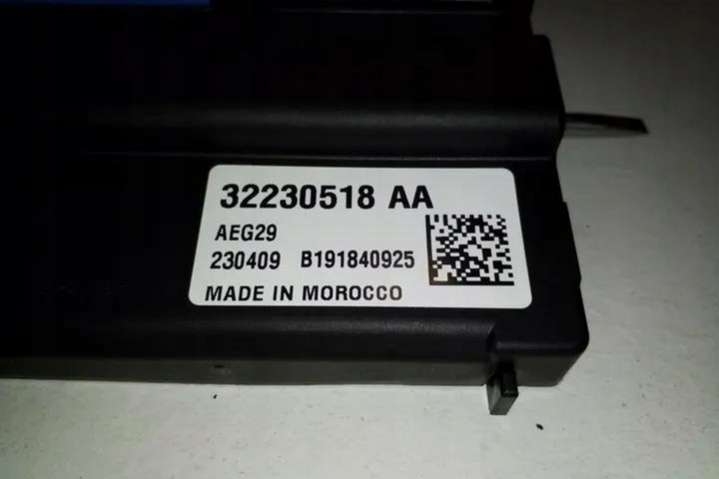 32230518 AA
AEG29
230409 B191840925
MADE IN MOROCCO